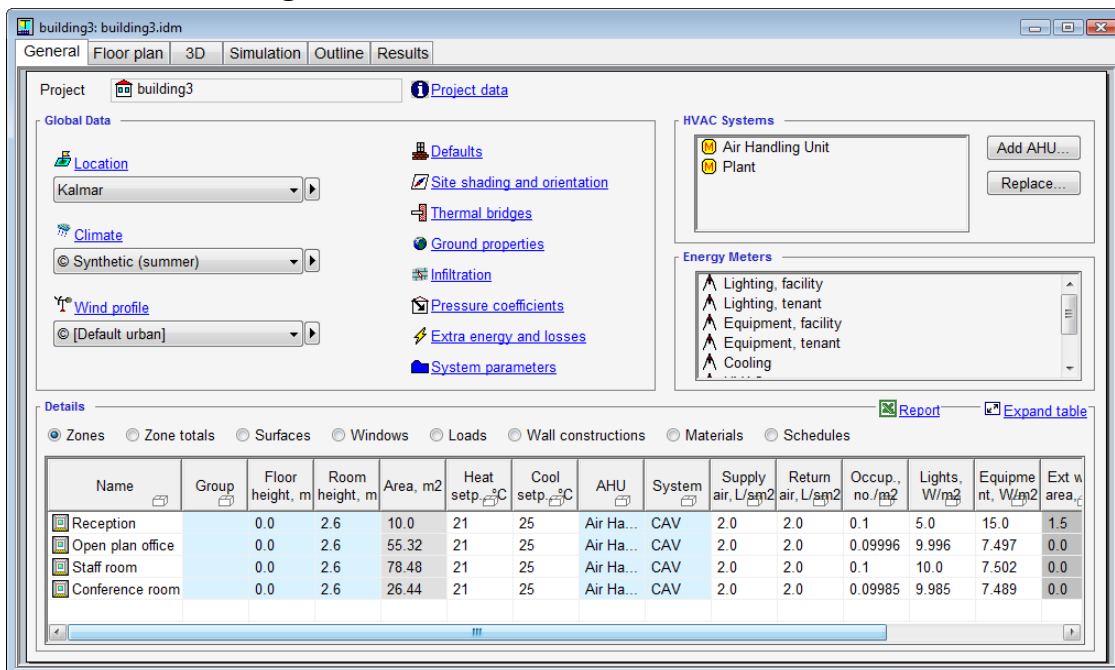 building3: building3.idm
General Floor plan 3D Simulation Outline Results
Project building3 Project data
Global Data
Location
Kalmar
Climate
© Synthetic (summer)
Wind profile
© [Default urban]
Defaults
Site shading and orientation
Thermal bridges
Ground properties
Infiltration
Pressure coefficients
Extra energy and losses
System parameters
HVAC Systems
M Air Handling Unit
M Plant
Add AHU...
Replace...
Energy Meters
Lighting, facility
Lighting, tenant
Equipment, facility
Equipment, tenant
Cooling
Details
Report Expand table
Zones Zone totals Surfaces Windows Loads Wall constructions Materials Schedules
Name Group Floor height, m Room height, m Area, m2 Heat setp., °C Cool setp., °C AHU System Supply air, L/sm2 Return air, L/sm2 Occup., no./m2 Lights, W/m2 Equipme nt, W/m2 Ext w area,
Reception 0.0 2.6 10.0 21 25 Air Ha... CAV 2.0 2.0 0.1 5.0 15.0 1.5
Open plan office 0.0 2.6 55.32 21 25 Air Ha... CAV 2.0 2.0 0.09996 9.996 7.497 0.0
Staff room 0.0 2.6 78.48 21 25 Air Ha... CAV 2.0 2.0 0.1 10.0 7.502 0.0
Conference room 0.0 2.6 26.44 21 25 Air Ha... CAV 2.0 2.0 0.09985 9.985 7.489 0.0